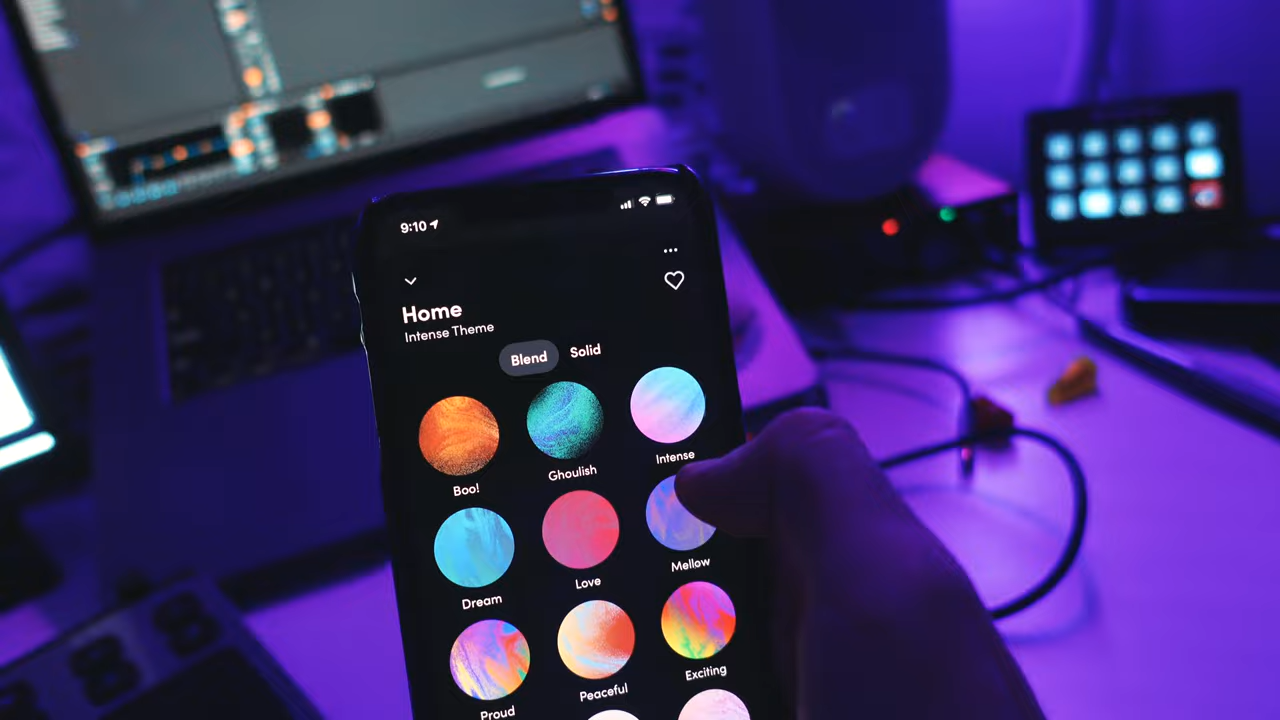 9:10
Home
Intense Theme
Blend Solid
Boo! Ghoulish Intense
Dream Love Mellow
Proud Peaceful Exciting